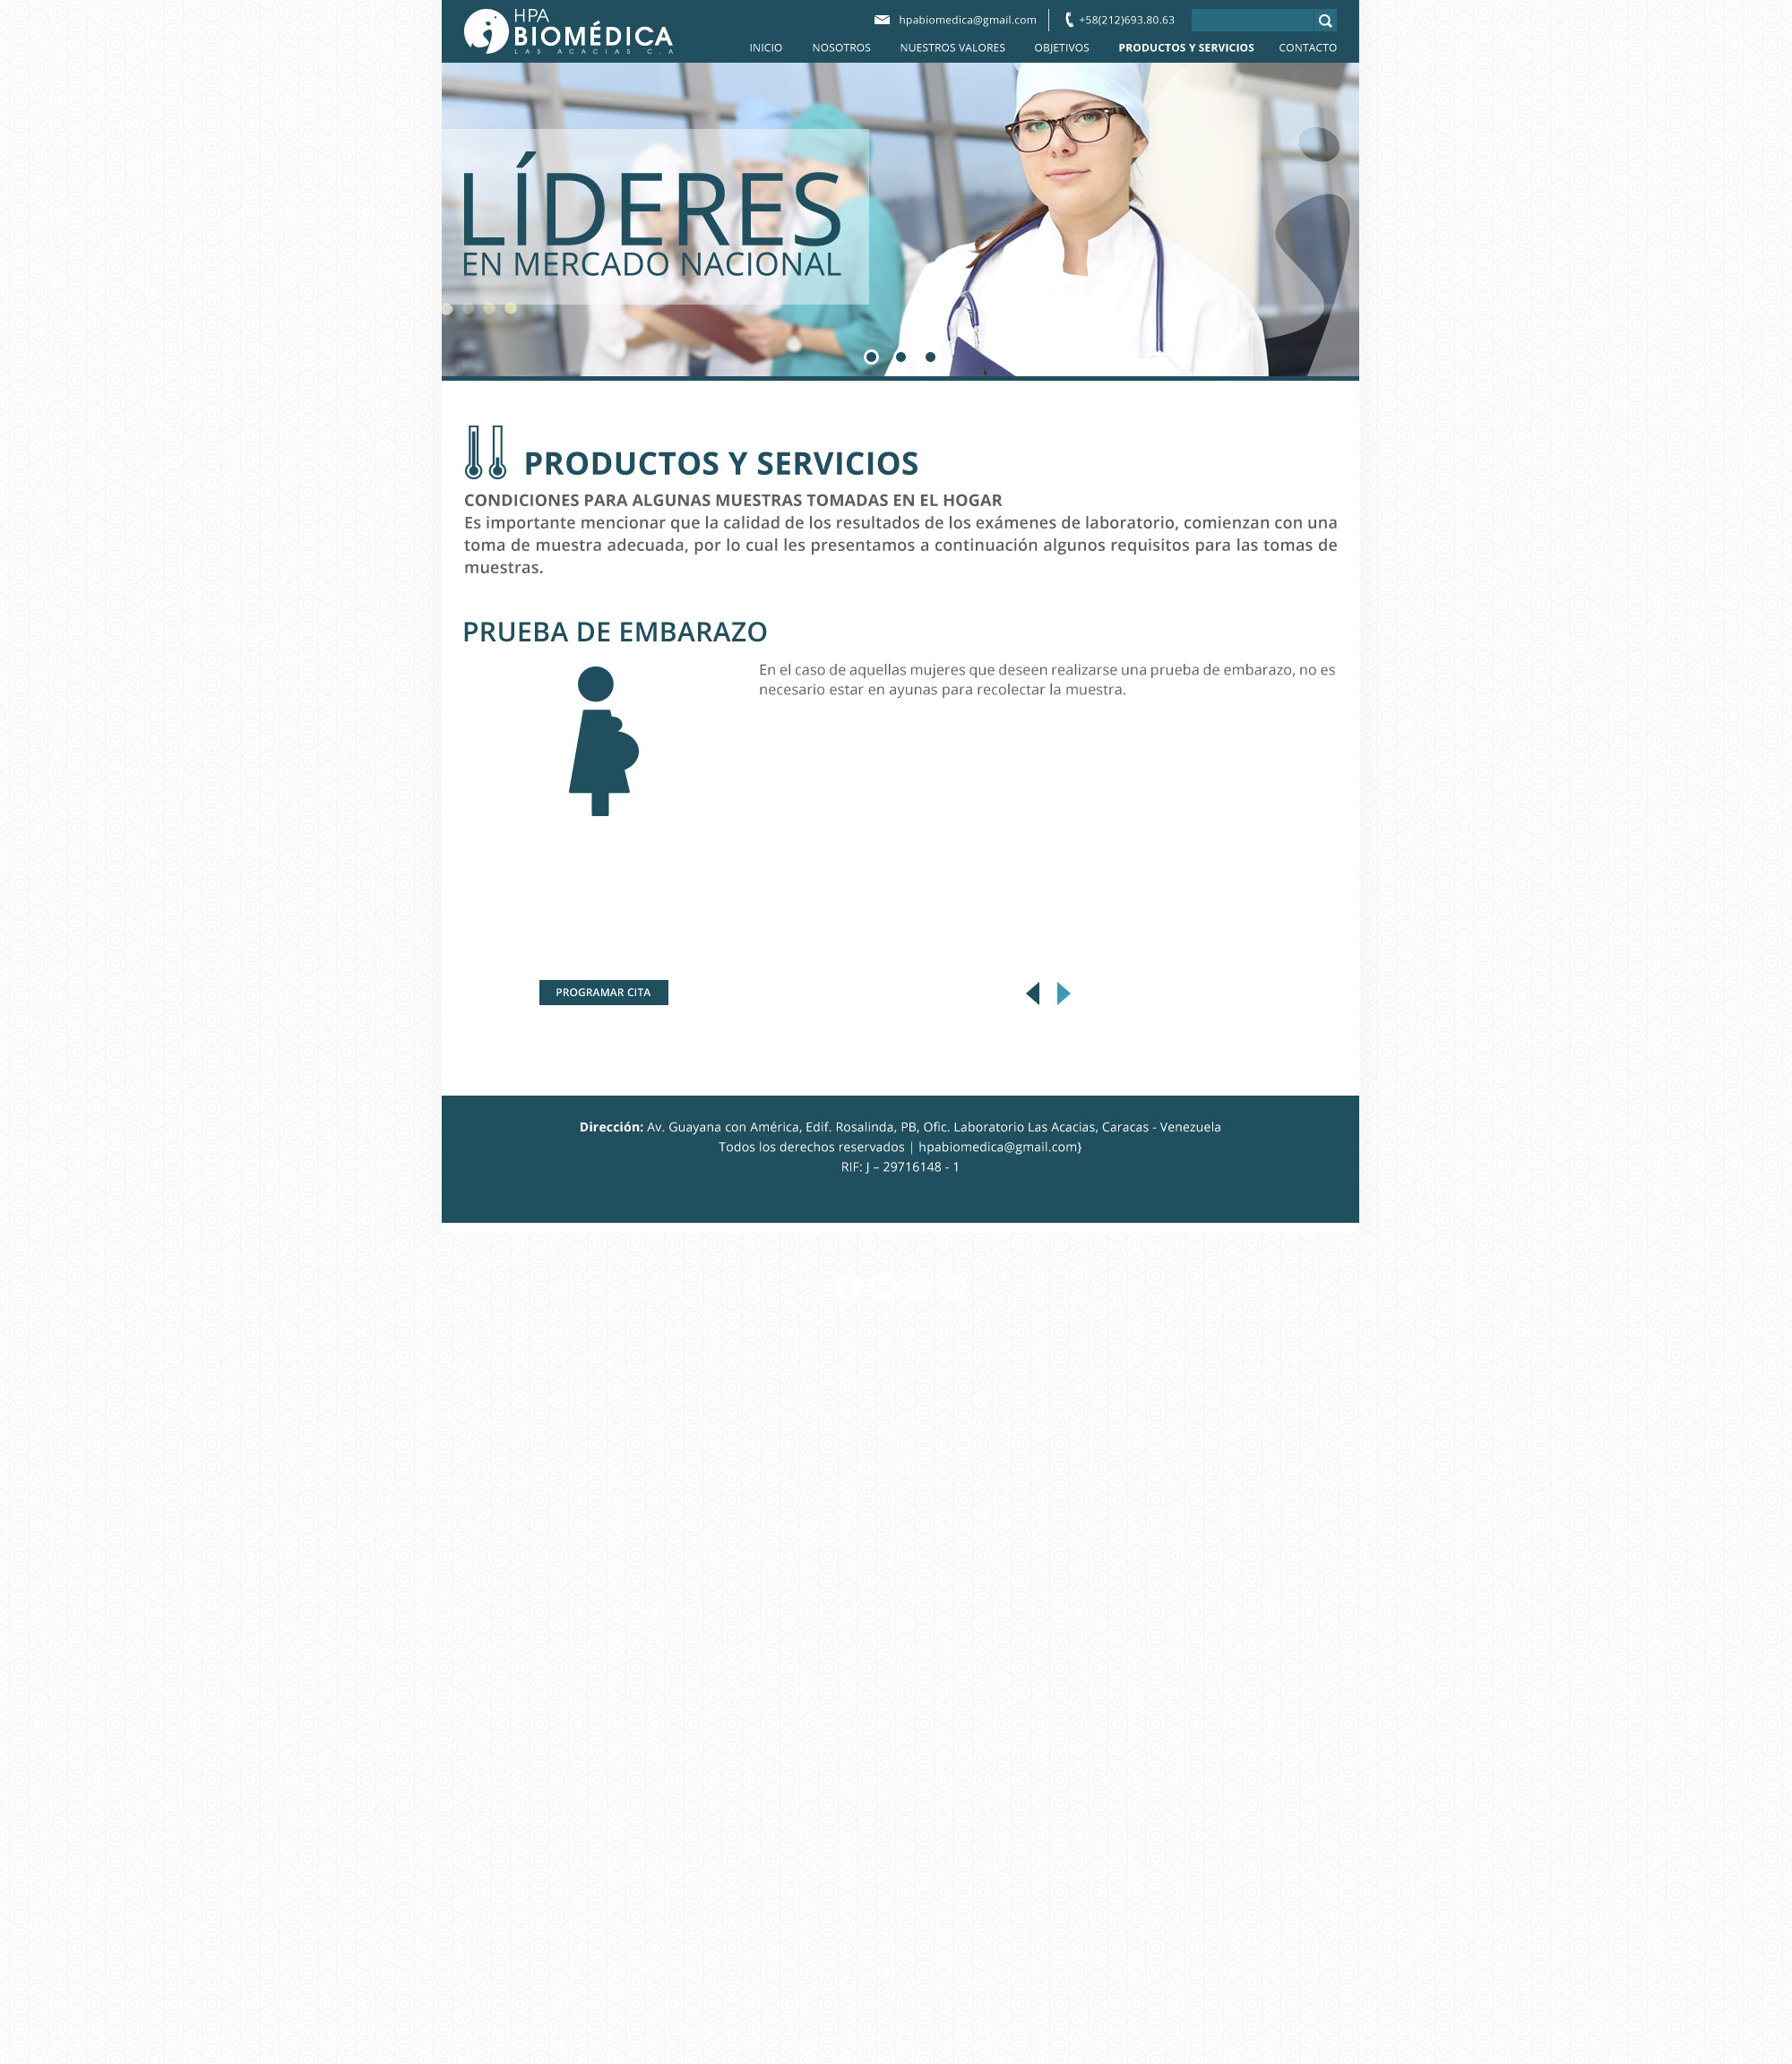 HPA
BIOMÉDICA
LAS ACACIAS C.A
hpabiomedica@gmail.com
+58(212)693.80.63
INICIO NOSOTROS NUESTROS VALORES OBJETIVOS PRODUCTOS Y SERVICIOS CONTACTO
LÍDERES
EN MERCADO NACIONAL
PRODUCTOS Y SERVICIOS
CONDICIONES PARA ALGUNAS MUESTRAS TOMADAS EN EL HOGAR
Es importante mencionar que la calidad de los resultados de los exámenes de laboratorio, comienzan con una
toma de muestra adecuada, por lo cual les presentamos a continuación algunos requisitos para las tomas de
muestras.
PRUEBA DE EMBARAZO
En el caso de aquellas mujeres que deseen realizarse una prueba de embarazo, no es
necesario estar en ayunas para recolectar la muestra.
PROGRAMAR CITA
Dirección: Av. Guayana con América, Edif. Rosalinda, PB, Ofic. Laboratorio Las Acacias, Caracas - Venezuela
Todos los derechos reservados | hpabiomedica@gmail.com}
RIF: J – 29716148 - 1